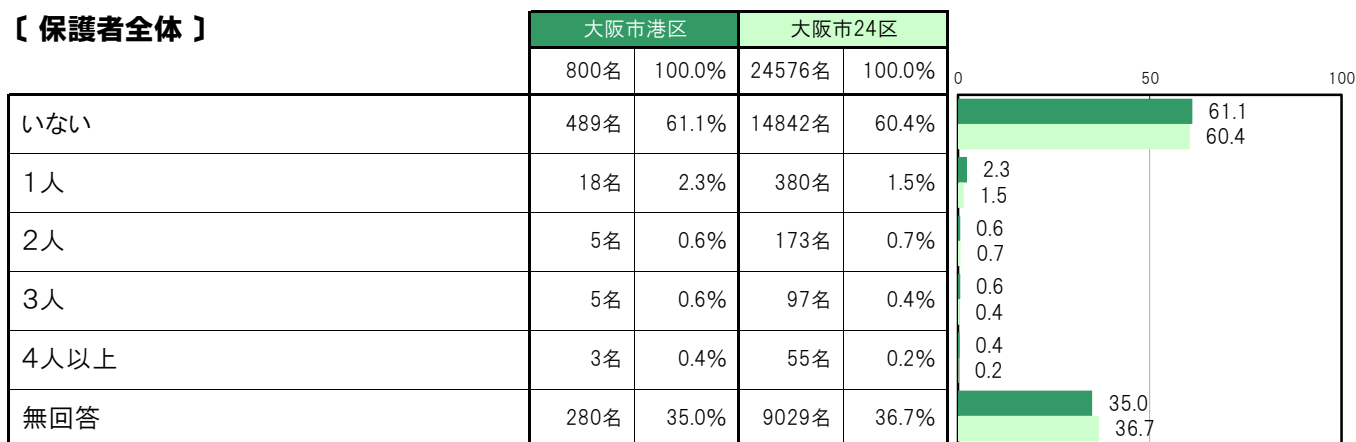 〔 保護者全体 〕
大阪市港区 大阪市24区
800名 100.0% 24576名 100.0% 0 50 100
いない 489名 61.1% 14842名 60.4% 61.1
60.4
1人 18名 2.3% 380名 1.5% 2.3
1.5
2人 5名 0.6% 173名 0.7% 0.6
0.7
3人 5名 0.6% 97名 0.4% 0.6
0.4
4人以上 3名 0.4% 55名 0.2% 0.4
0.2
無回答 280名 35.0% 9029名 36.7% 35.0
36.7